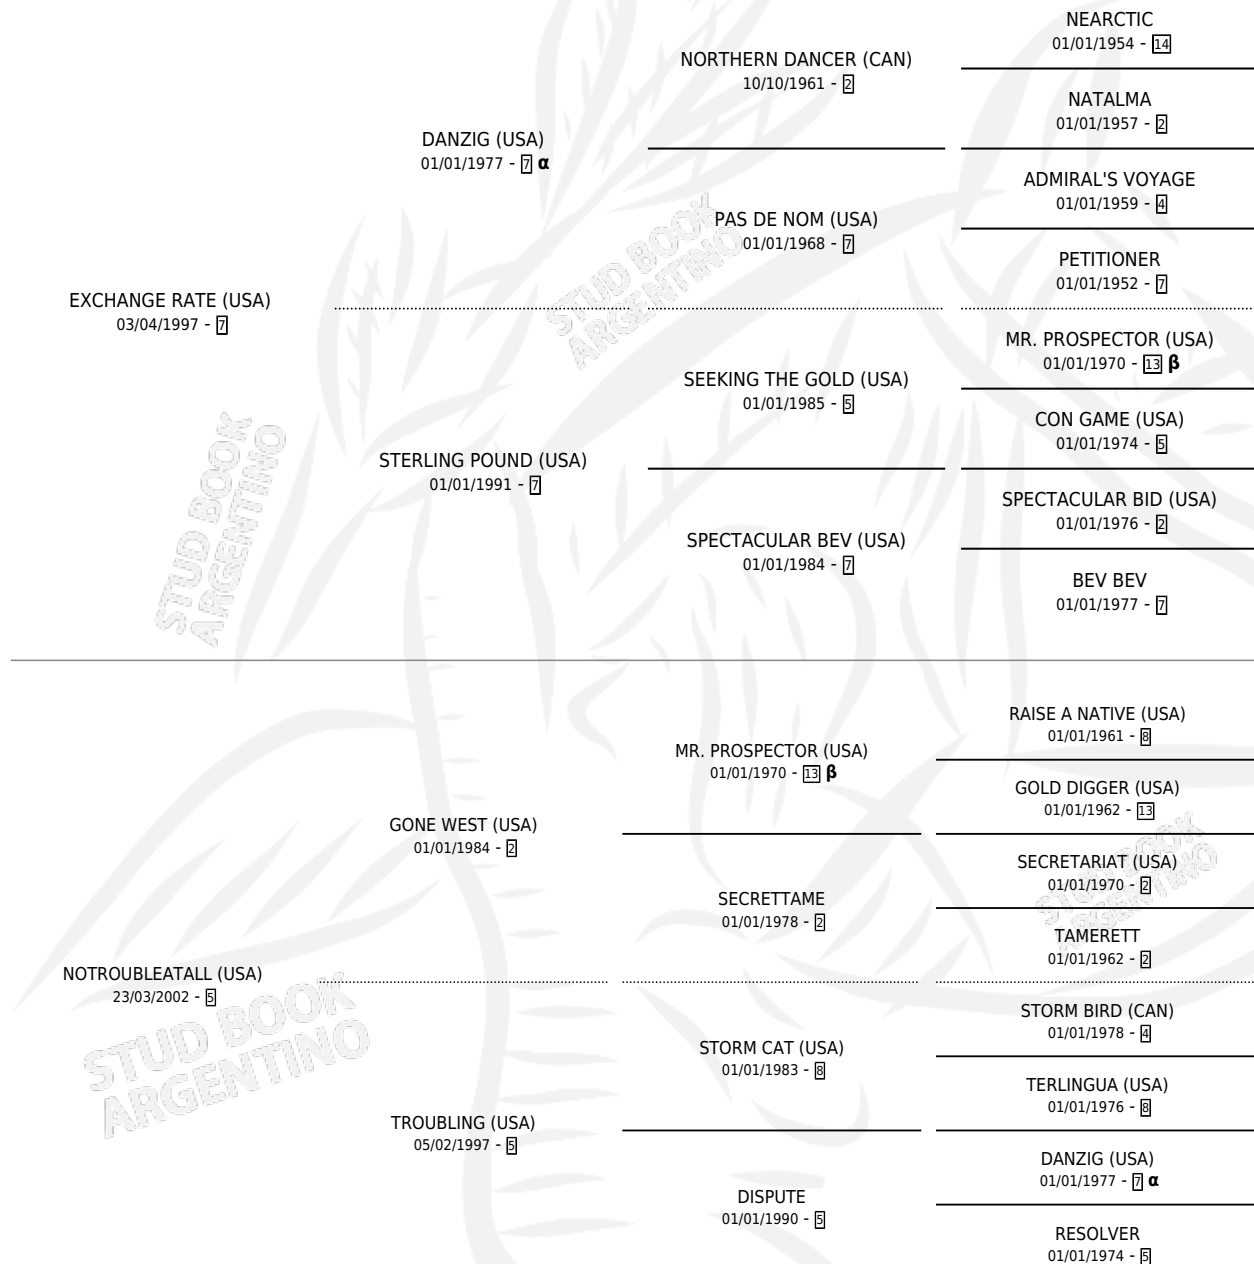 NEARCTIC
01/01/1954 - 14
NORTHERN DANCER (CAN)
10/10/1961 - 2
NATALMA
01/01/1957 - 2
DANZIG (USA)
01/01/1977 - 7 α
ADMIRAL'S VOYAGE
01/01/1959 - 4
PAS DE NOM (USA)
01/01/1968 - 7
PETITIONER
01/01/1952 - 7
EXCHANGE RATE (USA)
03/04/1997 - 7
MR. PROSPECTOR (USA)
01/01/1970 - 13 β
SEEKING THE GOLD (USA)
01/01/1985 - 5
CON GAME (USA)
01/01/1974 - 5
STERLING POUND (USA)
01/01/1991 - 7
SPECTACULAR BID (USA)
01/01/1976 - 2
SPECTACULAR BEV (USA)
01/01/1984 - 7
BEV BEV
01/01/1977 - 7
RAISE A NATIVE (USA)
01/01/1961 - 8
MR. PROSPECTOR (USA)
01/01/1970 - 13 β
GOLD DIGGER (USA)
01/01/1962 - 13
GONE WEST (USA)
01/01/1984 - 2
SECRETARIAT (USA)
01/01/1970 - 2
SECRETTAME
01/01/1978 - 2
TAMERETT
01/01/1962 - 2
NOTROUBLEATALL (USA)
23/03/2002 - 5
STORM BIRD (CAN)
01/01/1978 - 4
STORM CAT (USA)
01/01/1983 - 8
TERLINGUA (USA)
01/01/1976 - 8
TROUBLING (USA)
05/02/1997 - 5
DANZIG (USA)
01/01/1977 - 7 α
DISPUTE
01/01/1990 - 5
RESOLVER
01/01/1974 - 5
STUD BOOK
ARGENTINO
STUD BOOK
ARGENTINO
STUD BOOK
ARGENTINO
STUD BOOK
ARGENTINO